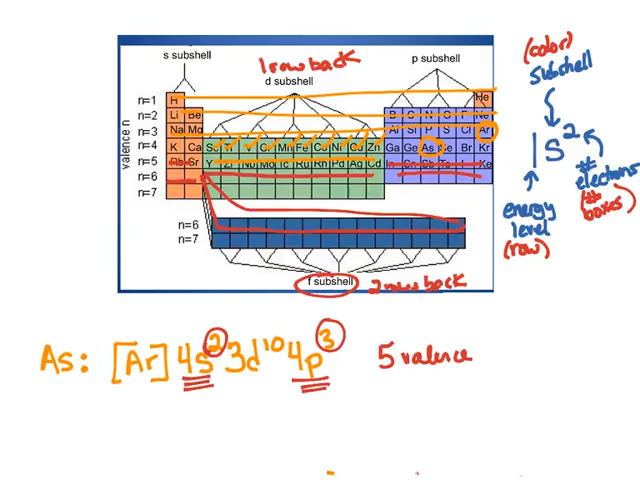 s subshell
1 row back
d subshell
p subshell
(color)
subshell
valence n
n=1 H He
n=2 Li Be B C N O F Ne
n=3 Na Mg Al Si P S Cl Ar
n=4 K Ca Sc V Cr Mn Fe Co Ni Cu Zn Ga Ge As Se Br Kr
n=5 Rb Sr Y Zr Nb Mo Tc Ru Rh Pd Ag Cd In Sn Sb Te I Xe
n=6
n=7
1s²
# electrons
(# boxes)
energy
level
(row)
n=6
n=7
f subshell
2 row back
As: [Ar] 4s² 3d¹⁰ 4p³ 5 valence